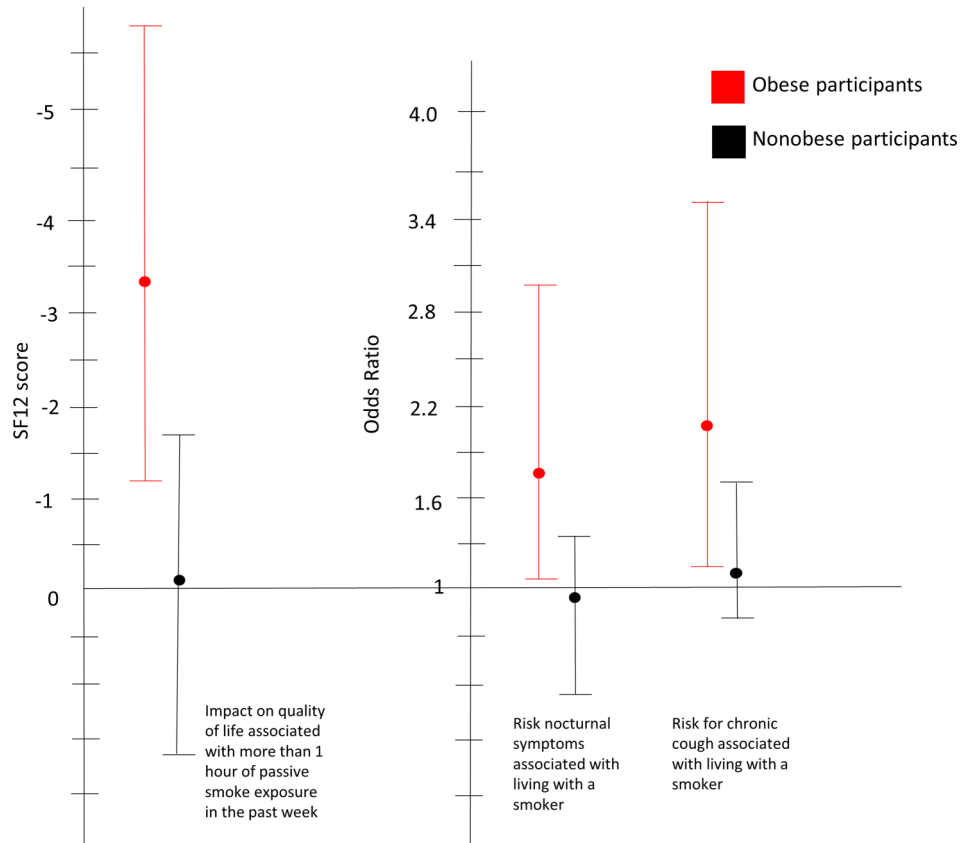 Obese participants
Nonobese participants
SF12 score
-5
-4
-3
-2
-1
0
Odds Ratio
4.0
3.4
2.8
2.2
1.6
1
Impact on quality
of life associated
with more than 1
hour of passive
smoke exposure
in the past week
Risk nocturnal
symptoms
associated with
living with a
smoker
Risk for chronic
cough associated
with living with a
smoker